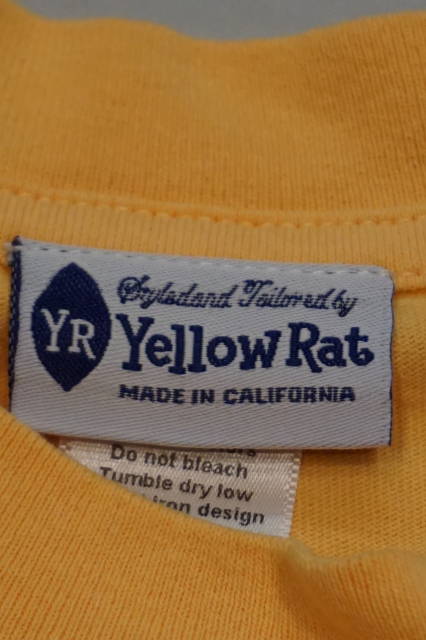 Styled and Tailored by
YR
Yellow Rat
MADE IN CALIFORNIA
Do not bleach
Tumble dry low
iron design